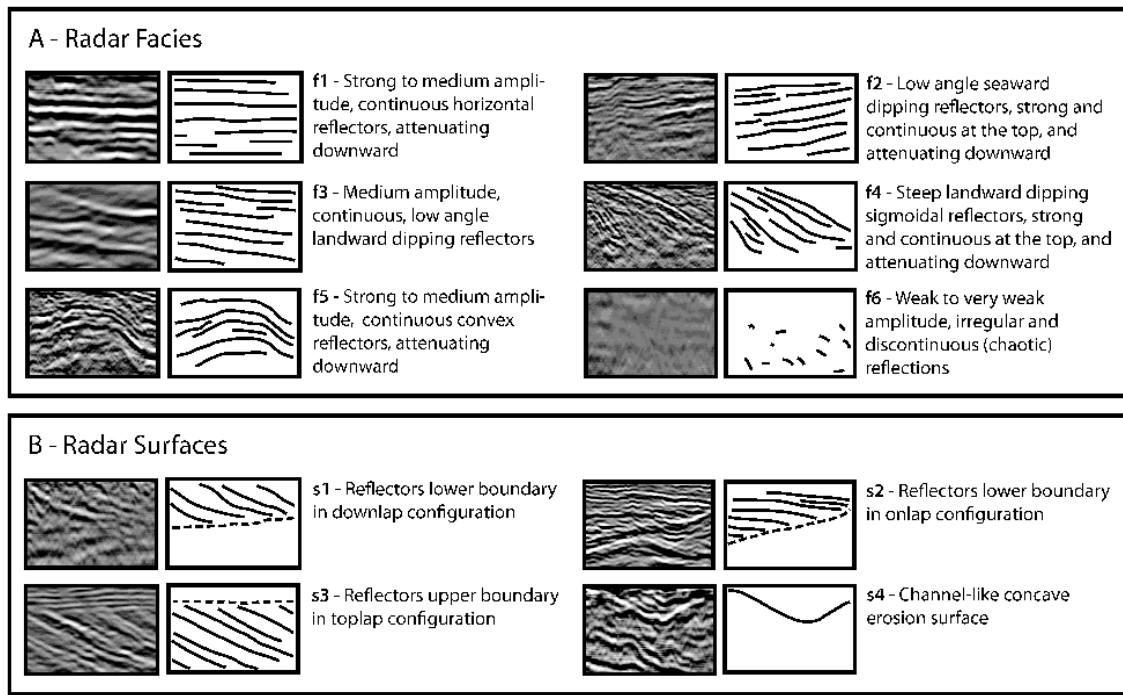 A - Radar Facies
f1 - Strong to medium ampli-
tude, continuous horizontal
reflectors, attenuating
downward
f2 - Low angle seaward
dipping reflectors, strong and
continuous at the top, and
attenuating downward
f3 - Medium amplitude,
continuous, low angle
landward dipping reflectors
f4 - Steep landward dipping
sigmoidal reflectors, strong
and continuous at the top, and
attenuating downward
f5 - Strong to medium ampli-
tude, continuous convex
reflectors, attenuating
downward
f6 - Weak to very weak
amplitude, irregular and
discontinuous (chaotic)
reflections
B - Radar Surfaces
s1 - Reflectors lower boundary
in downlap configuration
s2 - Reflectors lower boundary
in onlap configuration
s3 - Reflectors upper boundary
in toplap configuration
s4 - Channel-like concave
erosion surface